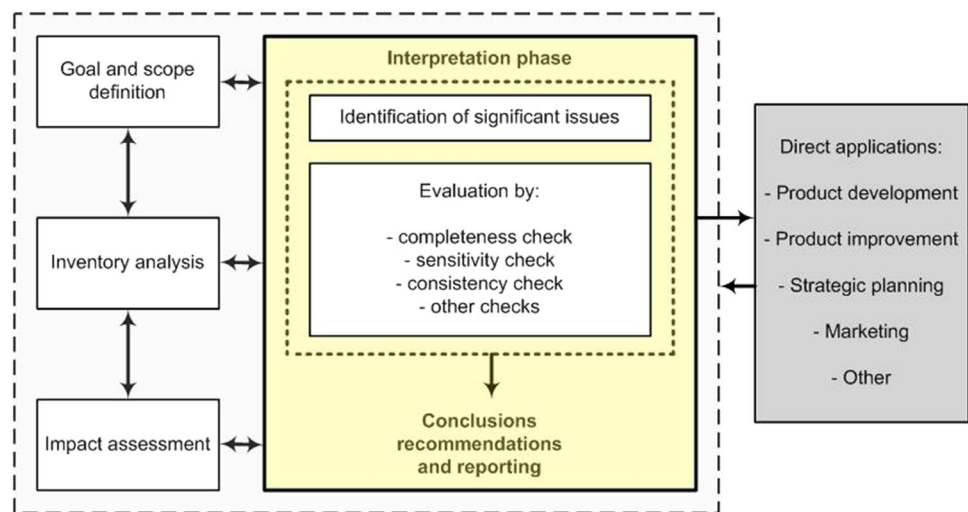 Goal and scope
definition
Inventory analysis
Impact assessment
Interpretation phase
Identification of significant issues
Evaluation by:
- completeness check
- sensitivity check
- consistency check
- other checks
Conclusions
recommendations
and reporting
Direct applications:
- Product development
- Product improvement
- Strategic planning
- Marketing
- Other